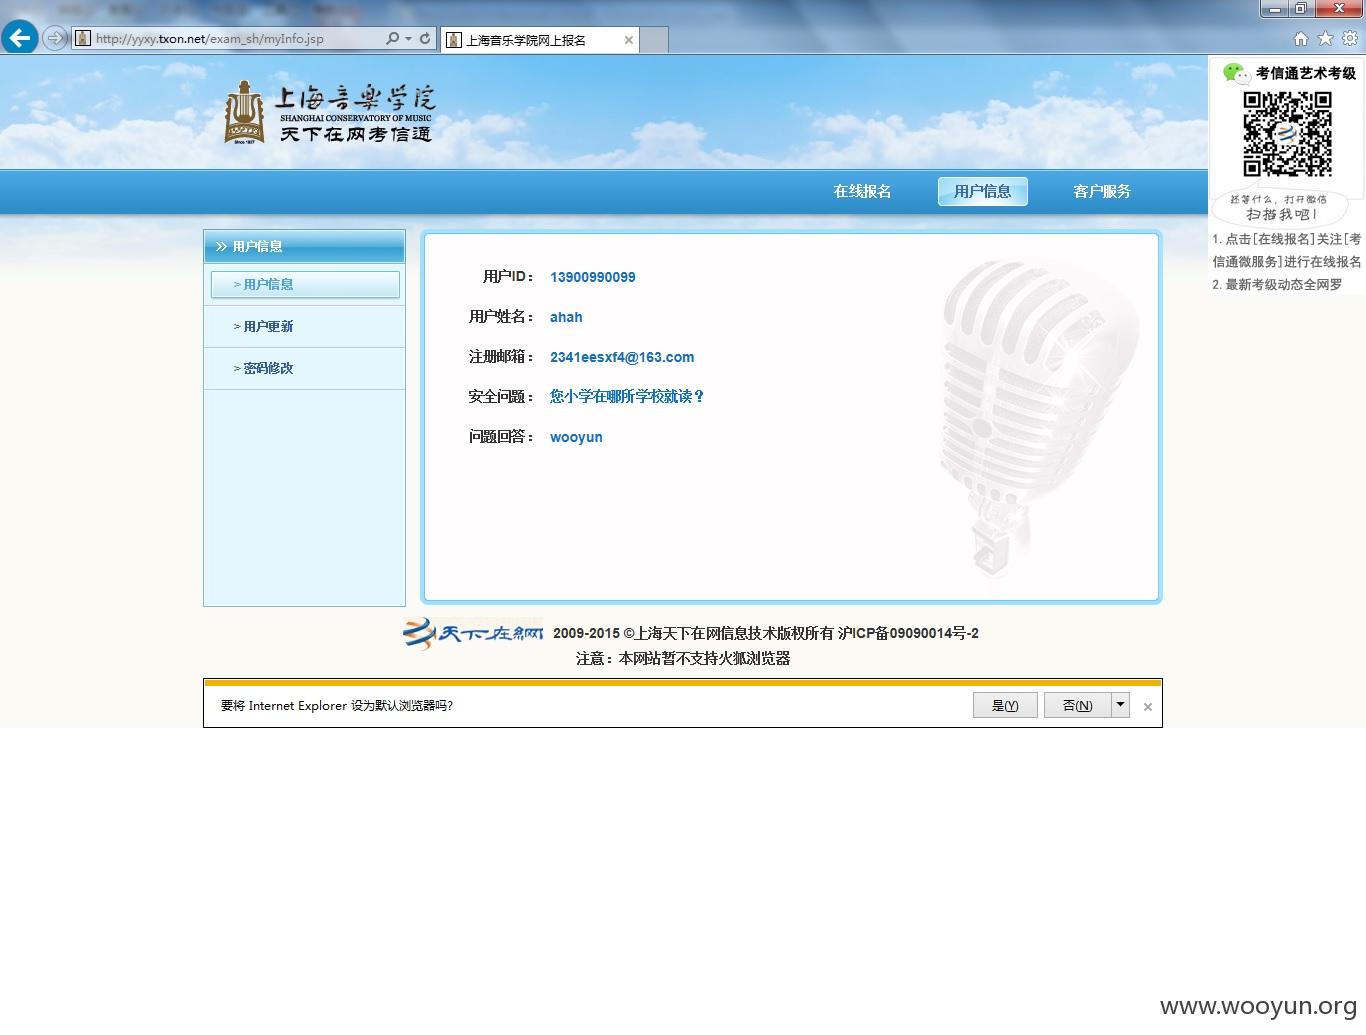 http://yyxy.txon.net/exam_sh/myInfo.jsp
上海音乐学院网上报名
上海音樂学院
SHANGHAI CONSERVATORY OF MUSIC
天下在网考信通
Since 1927
考信通艺术考级
还等什么，打开微信
扫描我吧！
1. 点击[在线报名]关注[考
信通微服务]进行在线报名
2. 最新考级动态全网罗
在线报名
用户信息
客户服务
>> 用户信息
> 用户信息
> 用户更新
> 密码修改
用户ID： 13900990099
用户姓名： ahah
注册邮箱： 2341eesxf4@163.com
安全问题： 您小学在哪所学校就读？
问题回答： wooyun
天下在網 2009-2015 ©上海天下在网信息技术版权所有 沪ICP备09090014号-2
注意：本网站暂不支持火狐浏览器
要将 Internet Explorer 设为默认浏览器吗?
是(Y)
否(N)
www.wooyun.org